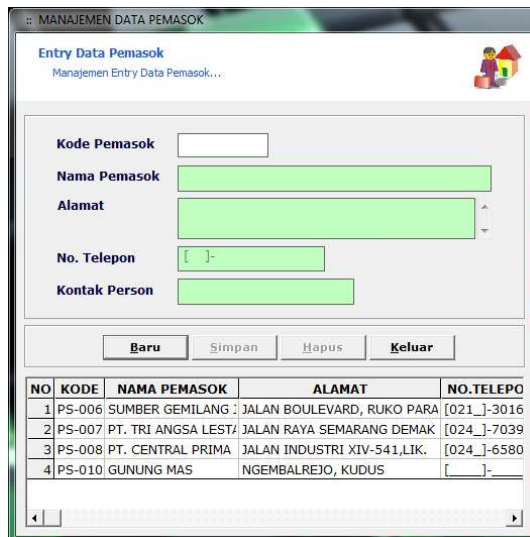 :: MANAJEMEN DATA PEMASOK
Entry Data Pemasok
Manajemen Entry Data Pemasok...
Kode Pemasok
Nama Pemasok
Alamat
No. Telepon [ ]-
Kontak Person
Baru Simpan Hapus Keluar
NO KODE NAMA PEMASOK ALAMAT NO.TELEPO
1 PS-006 SUMBER GEMILANG JALAN BOULEVARD, RUKO PARA [021_]-3016
2 PS-007 PT. TRI ANGSA LESTA JALAN RAYA SEMARANG DEMAK [024_]-7039
3 PS-008 PT. CENTRAL PRIMA JALAN INDUSTRI XIV-541,LIK. [024_]-6580
4 PS-010 GUNUNG MAS NGEMBALREJO, KUDUS [____]-____